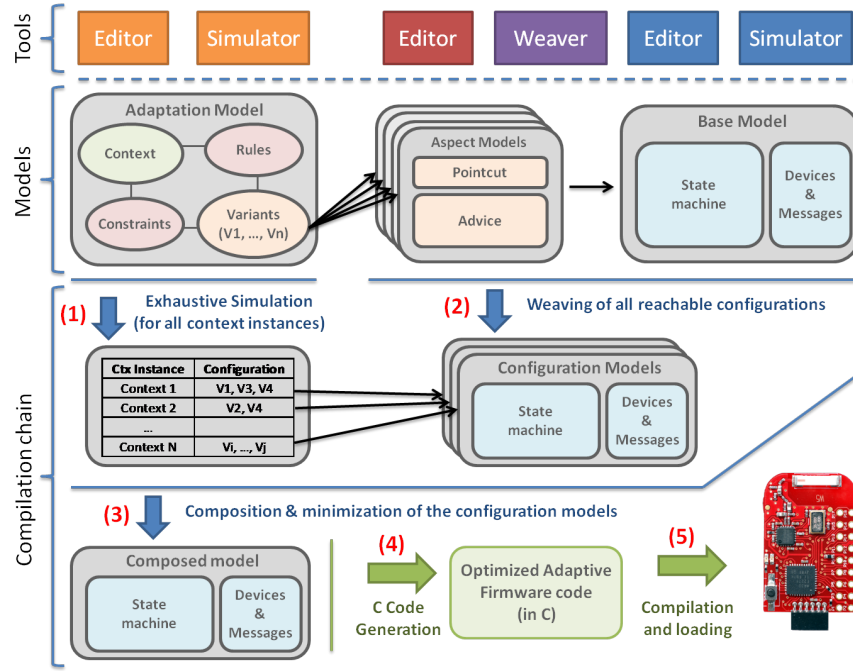 Tools
Editor
Simulator
Editor
Weaver
Editor
Simulator
Models
Adaptation Model
Context
Rules
Constraints
Variants
(V1, …, Vn)
Aspect Models
Pointcut
Advice
Base Model
State
machine
Devices
&
Messages
Compilation chain
(1)
Exhaustive Simulation
(for all context instances)
(2)
Weaving of all reachable configurations
Ctx Instance Configuration
Context 1 V1, V3, V4
Context 2 V2, V4
...
Context N Vi, …, Vj
Configuration Models
State
machine
Devices
&
Messages
(3)
Composition & minimization of the configuration models
Composed model
State
machine
Devices
&
Messages
(4)
C Code
Generation
Optimized Adaptive
Firmware code
(in C)
(5)
Compilation
and loading